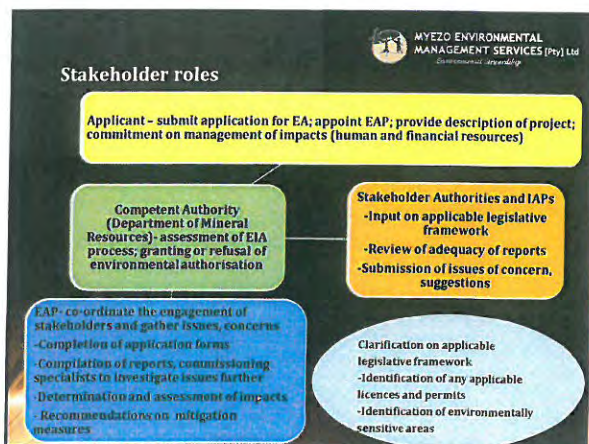 MYEZO ENVIRONMENTAL
MANAGEMENT SERVICES [Pty] Ltd
Environmental Stewardship
Stakeholder roles
Applicant – submit application for EA; appoint EAP; provide description of project;
commitment on management of impacts (human and financial resources)
Competent Authority
(Department of Mineral
Resources)- assessment of EIA
process; granting or refusal of
environmental authorisation
Stakeholder Authorities and IAPs
-Input on applicable legislative
framework
-Review of adequacy of reports
-Submission of issues of concern,
suggestions
EAP- co-ordinate the engagement of
stakeholders and gather issues, concerns
-Completion of application forms
-Compilation of reports, commissioning
specialists to investigate issues further
-Determination and assessment of impacts
- Recommendations on mitigation
measures
Clarification on applicable
legislative framework
-Identification of any applicable
licences and permits
-Identification of environmentally
sensitive areas